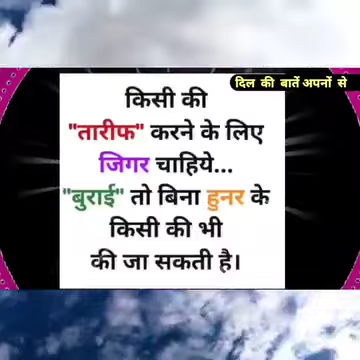 दिल की बातें अपनों से
किसी की
"तारीफ" करने के लिए
जिगर चाहिये...
"बुराई" तो बिना हुनर के
किसी की भी
की जा सकती है।